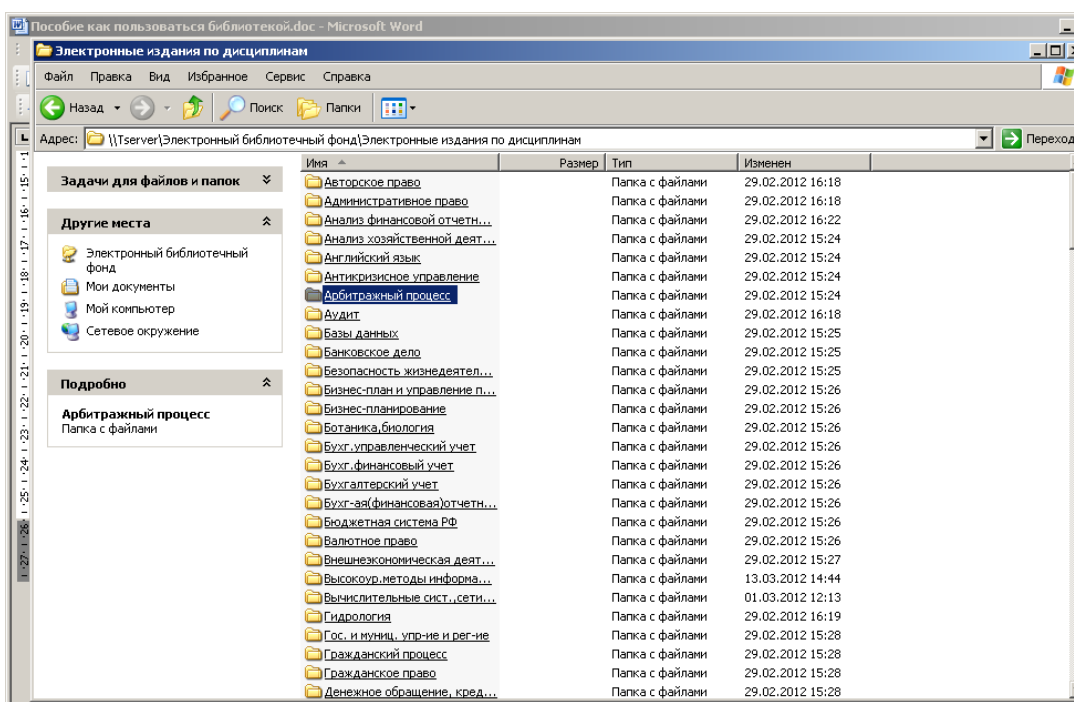 Пособие как пользоваться библиотекой.doc - Microsoft Word
Электронные издания по дисциплинам
Файл Правка Вид Избранное Сервис Справка
Назад Поиск Папки
Адрес: \\Tserver\Электронный библиотечный фонд\Электронные издания по дисциплинам Переход
Задачи для файлов и папок
Другие места
Электронный библиотечный
фонд
Мои документы
Мой компьютер
Сетевое окружение
Подробно
Арбитражный процесс
Папка с файлами
Имя Размер Тип Изменен
Авторское право Папка с файлами 29.02.2012 16:18
Административное право Папка с файлами 29.02.2012 16:18
Анализ финансовой отчетн... Папка с файлами 29.02.2012 16:22
Анализ хозяйственной деят... Папка с файлами 29.02.2012 15:24
Английский язык Папка с файлами 29.02.2012 15:24
Антикризисное управление Папка с файлами 29.02.2012 15:24
Арбитражный процесс Папка с файлами 29.02.2012 15:24
Аудит Папка с файлами 29.02.2012 16:18
Базы данных Папка с файлами 29.02.2012 15:25
Банковское дело Папка с файлами 29.02.2012 15:25
Безопасность жизнедеятел... Папка с файлами 29.02.2012 15:25
Бизнес-план и управление п... Папка с файлами 29.02.2012 15:26
Бизнес-планирование Папка с файлами 29.02.2012 15:26
Ботаника,биология Папка с файлами 29.02.2012 15:26
Бухг.управленческий учет Папка с файлами 29.02.2012 15:26
Бухг.финансовый учет Папка с файлами 29.02.2012 15:26
Бухгалтерский учет Папка с файлами 29.02.2012 15:26
Бухг-ая(финансовая)отчетн... Папка с файлами 29.02.2012 15:26
Бюджетная система РФ Папка с файлами 29.02.2012 15:26
Валютное право Папка с файлами 29.02.2012 15:26
Внешнеэкономическая деят... Папка с файлами 29.02.2012 15:27
Высокоур.методы информа... Папка с файлами 13.03.2012 14:44
Вычислительные сист.,сети... Папка с файлами 01.03.2012 12:13
Гидрология Папка с файлами 29.02.2012 16:19
Гос. и муниц. упр-ие и рег-ие Папка с файлами 29.02.2012 15:28
Гражданский процесс Папка с файлами 29.02.2012 15:28
Гражданское право Папка с файлами 29.02.2012 15:28
Денежное обращение, кред... Папка с файлами 29.02.2012 15:28
15 16 17 18 19 20 21 22 23 24 25 26 27